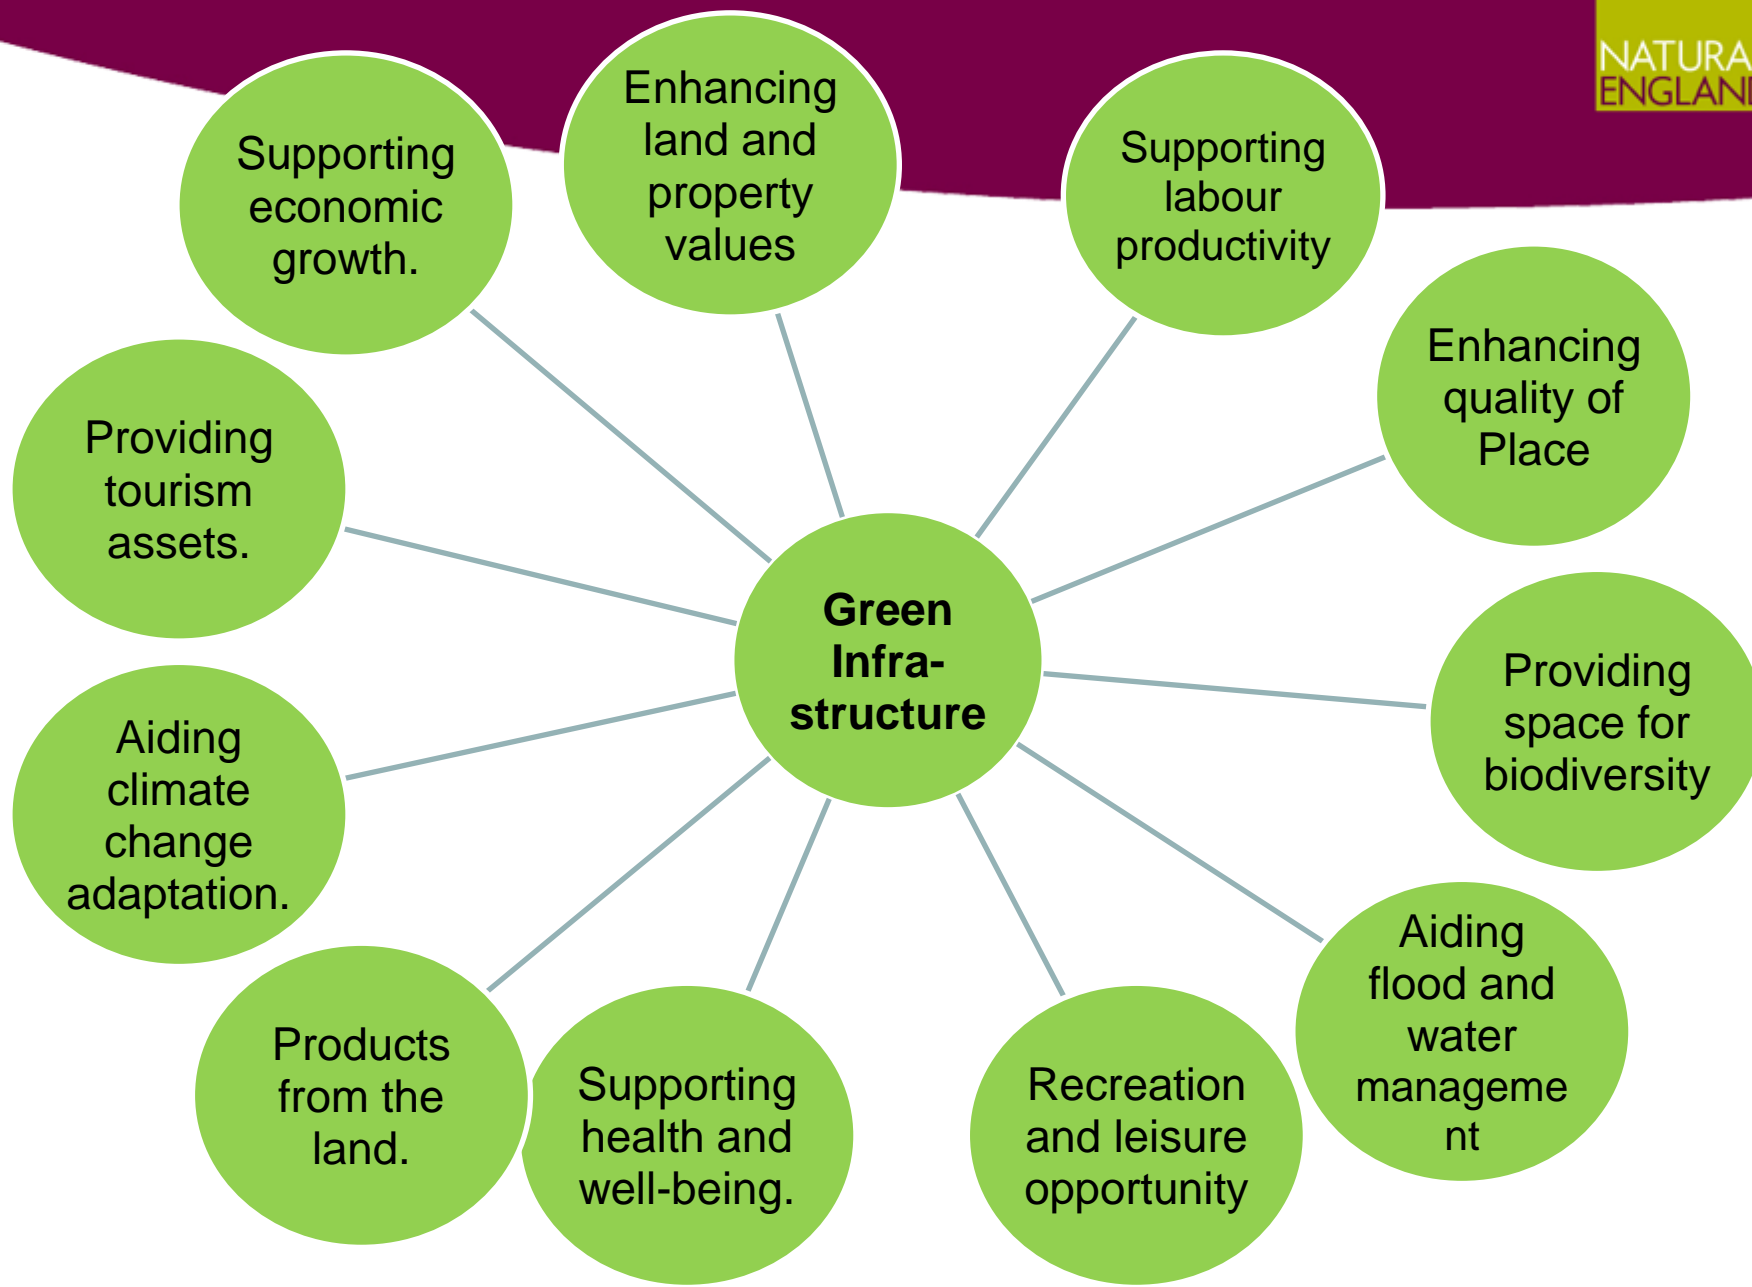 NATURA
ENGLAND
Enhancing
land and
property
values
Supporting
labour
productivity
Enhancing
quality of
Place
Providing
space for
biodiversity
Aiding
flood and
water
manageme
nt
Recreation
and leisure
opportunity
Supporting
health and
well-being.
Products
from the
land.
Aiding
climate
change
adaptation.
Providing
tourism
assets.
Supporting
economic
growth.
Green
Infra-
structure